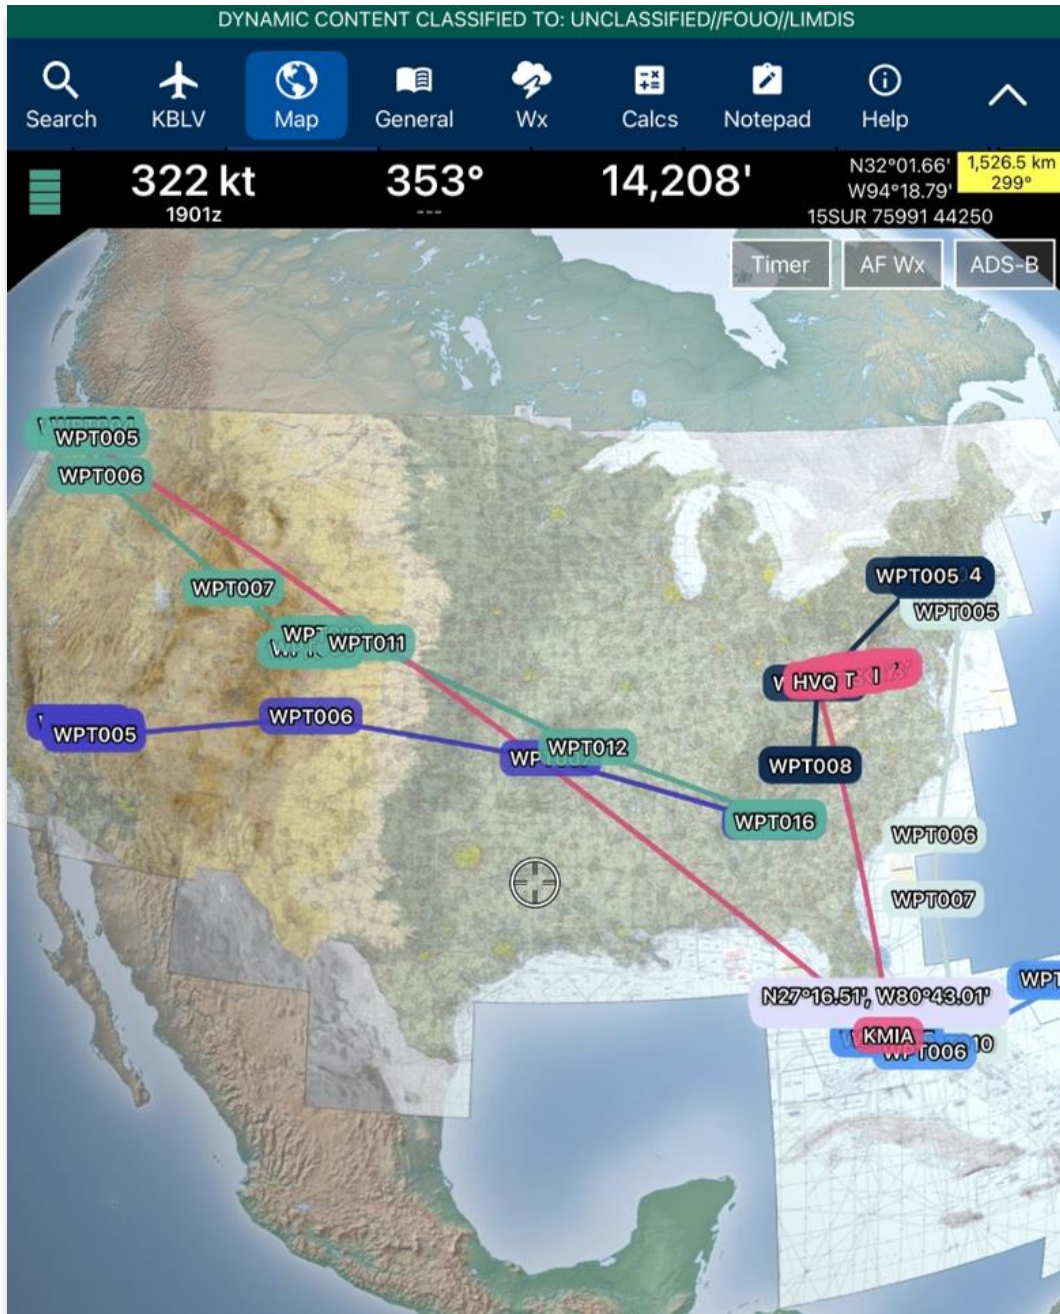 DYNAMIC CONTENT CLASSIFIED TO: UNCLASSIFIED//FOUO//LIMDIS
Search KBLV Map General Wx Calcs Notepad Help
322 kt 353° 14,208'
1901z ---
N32°01.66'
W94°18.79'
15SUR 75991 44250
1,526.5 km
299°
Timer AF Wx ADS-B
WPT005
WPT006
WPT007
WPT011
WPT005
WPT006
WPT012
WPT016
WPT005 4
WPT005
HVQ T I
WPT008
WPT006
WPT007
WPT
N27°16.51', W80°43.01'
KMIA
WPT006 10